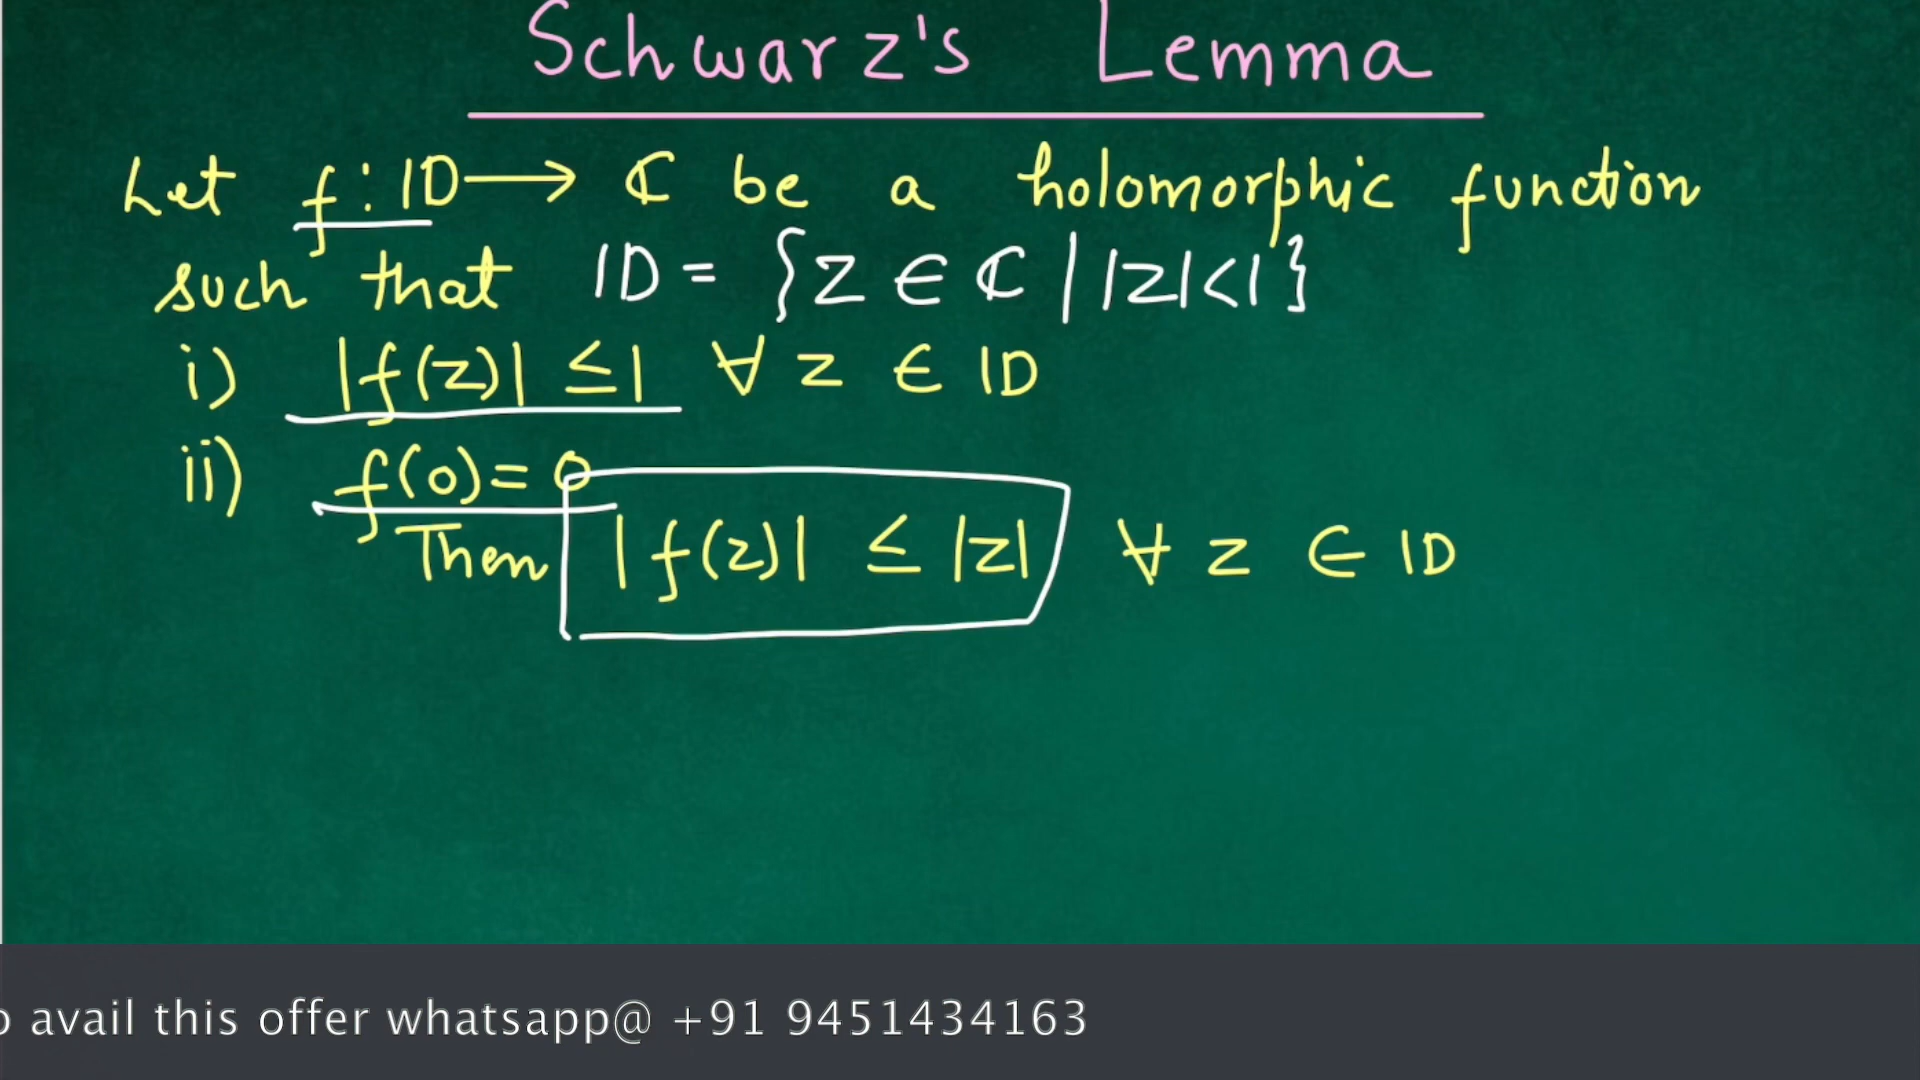 Schwarz's Lemma
Let f : 𝔻 ⟶ ℂ be a holomorphic function
such that 𝔻 = {z ∈ ℂ | |z|<1}
i) |f(z)| ≤1 ∀ z ∈ 𝔻
ii) f(0)= 0
Then |f(z)| ≤ |z| ∀ z ∈ 𝔻
avail this offer whatsapp@ +91 9451434163